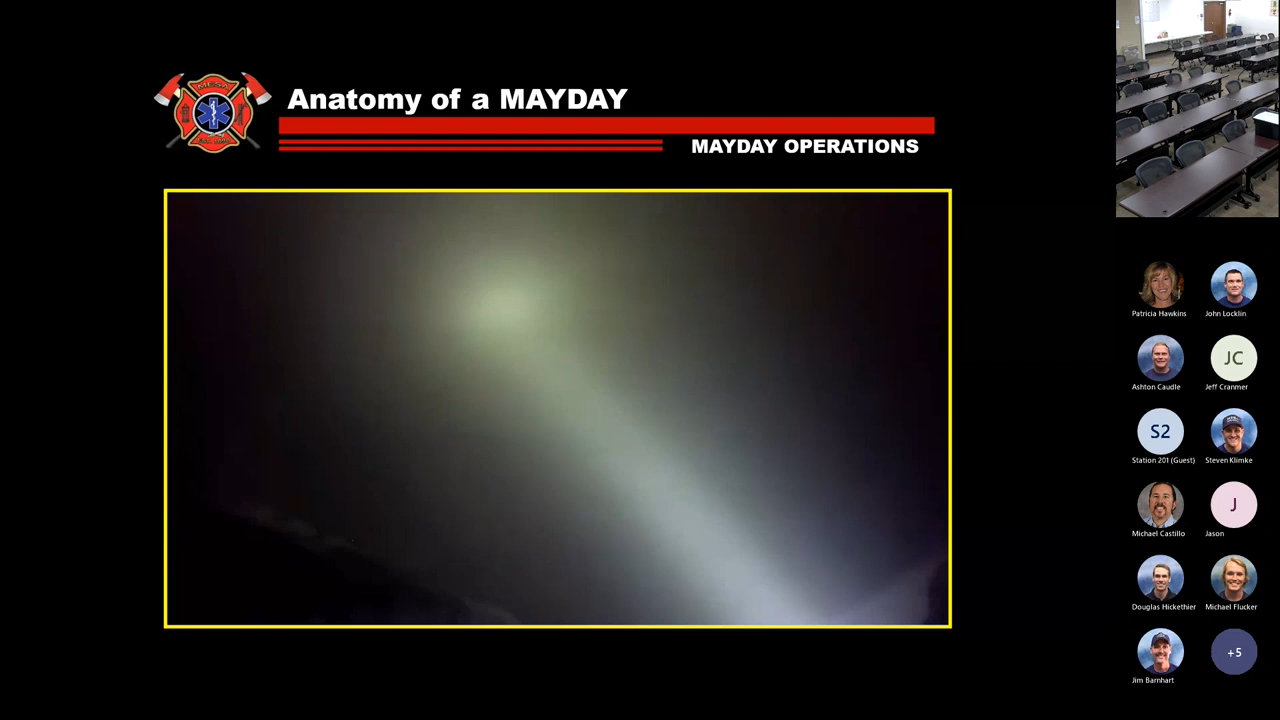 MESA
Anatomy of a MAYDAY
MAYDAY OPERATIONS
Patricia Hawkins
John Locklin
Ashton Caudle
JC
Jeff Cranmer
S2
Station 201 (Guest)
Steven Klimke
Michael Castillo
J
Jason
Douglas Hickethier
Michael Flucker
Jim Barnhart
+5